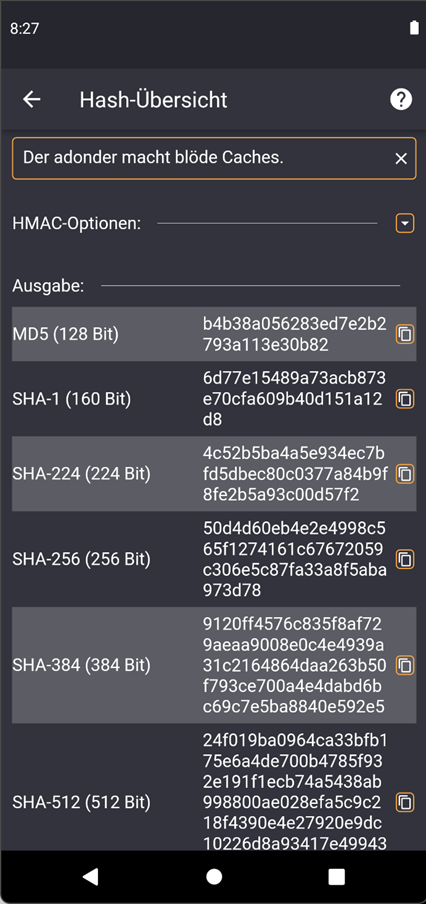 8:27
Hash-Übersicht
Der adonder macht blöde Caches.
HMAC-Optionen:
Ausgabe:
MD5 (128 Bit)
b4b38a056283ed7e2b2
793a113e30b82
SHA-1 (160 Bit)
6d77e15489a73acb873
e70cfa609b40d151a12
d8
SHA-224 (224 Bit)
4c52b5ba4a5e934ec7b
fd5dbec80c0377a84b9f
8fe2b5a93c00d57f2
SHA-256 (256 Bit)
50d4d60eb4e2e4998c5
65f1274161c67672059
c306e5c87fa33a8f5aba
973d78
SHA-384 (384 Bit)
9120ff4576c835f8af72
9aeaa9008e0c4e4939a
31c2164864daa263b50
f793ce700a4e4dabd6b
c69c7e5ba8840e592e5
SHA-512 (512 Bit)
24f019ba0964ca33bfb1
75e6a4de700b4785f93
2e191f1ecb74a5438ab
998800ae028efa5c9c2
18f4390e4e27920e9dc
10226d8a93417e49943